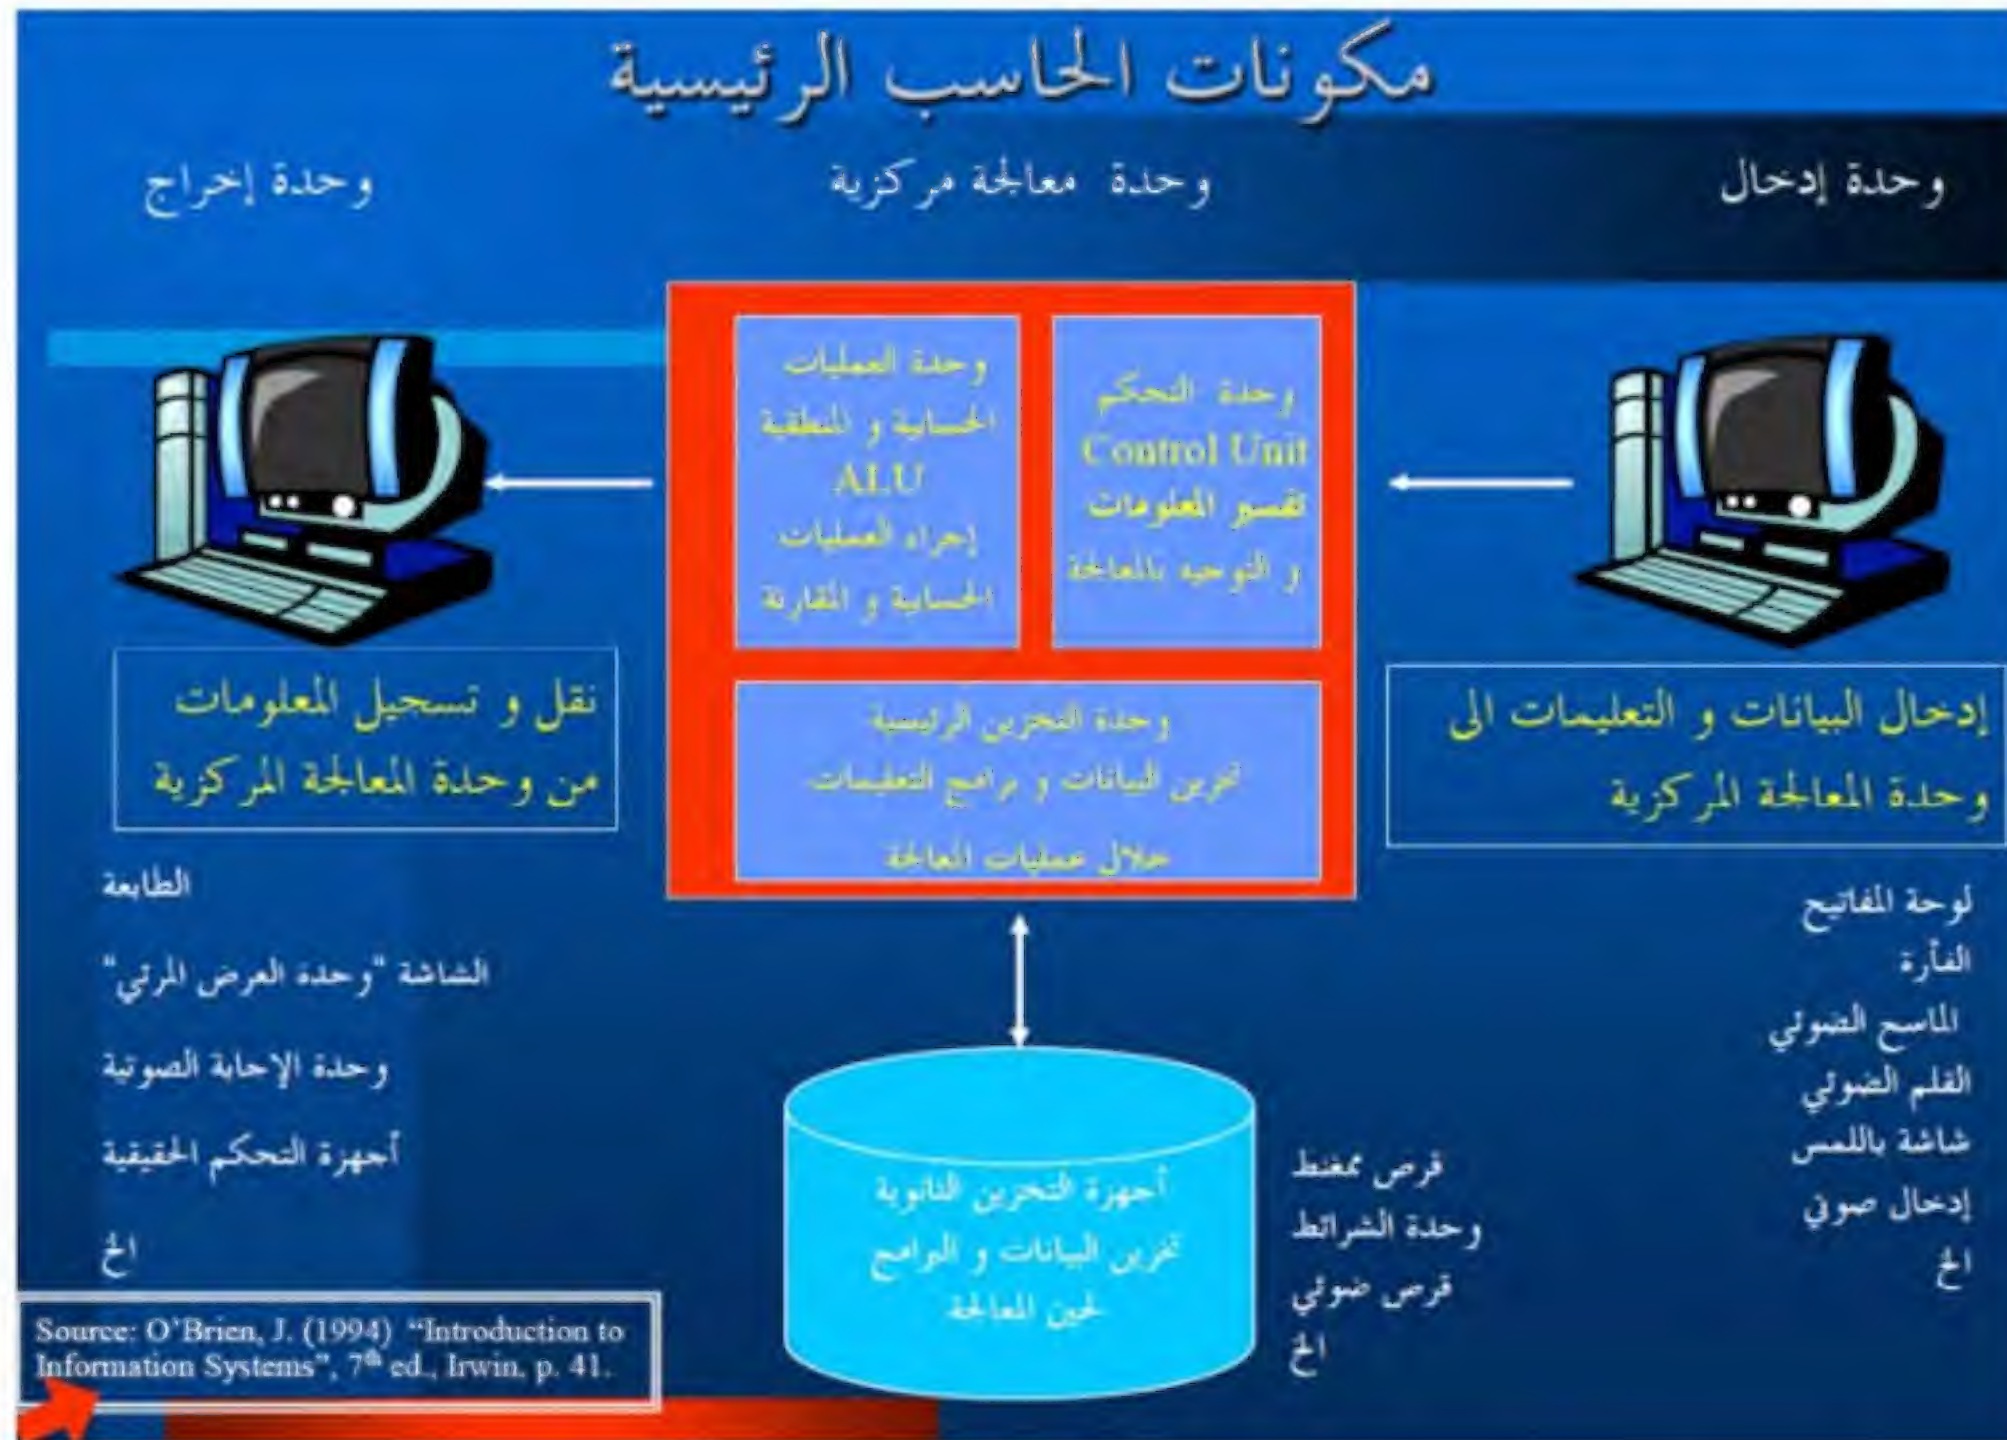 مكونات الحاسب الرئيسية
وحدة إدخال
وحدة معالجة مركزية
وحدة إخراج
وحدة التحكم
Control Unit
تفسير المعلومات
و التوجيه بالمعالجة
وحدة العمليات
الحسابية و المنطقية
ALU
إجراء العمليات
الحسابية و المقارنة
وحدة التخزين الرئيسية
تخزين البيانات و برامج التعليمات
خلال عمليات المعالجة
إدخال البيانات و التعليمات الى
وحدة المعالجة المركزية
نقل و تسجيل المعلومات
من وحدة المعالجة المركزية
لوحة المفاتيح
الفأرة
الماسح الضوئي
القلم الضوئي
شاشة باللمس
إدخال صوتي
الخ
أجهزة التخزين الثانوية
تخزين البيانات و البرامج
لحين المعالجة
قرص ممغنط
وحدة الشرائط
قرص ضوئي
الخ
الطابعة
الشاشة "وحدة العرض المرئي"
وحدة الإجابة الصوتية
أجهزة التحكم الحقيقية
الخ
Source: O'Brien, J. (1994) "Introduction to
Information Systems", 7th ed., Irwin, p. 41.